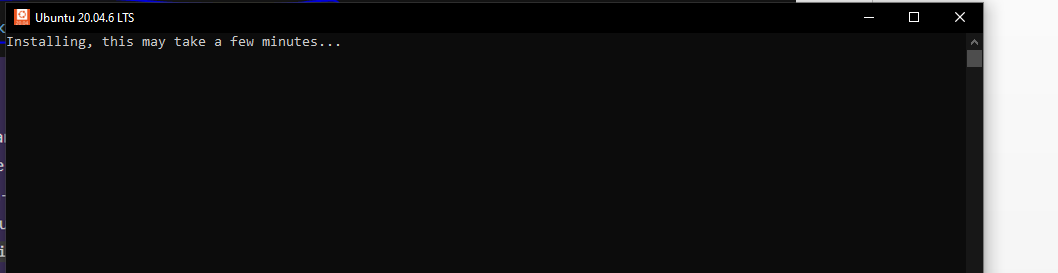 Ubuntu 20.04.6 LTS
Installing, this may take a few minutes...